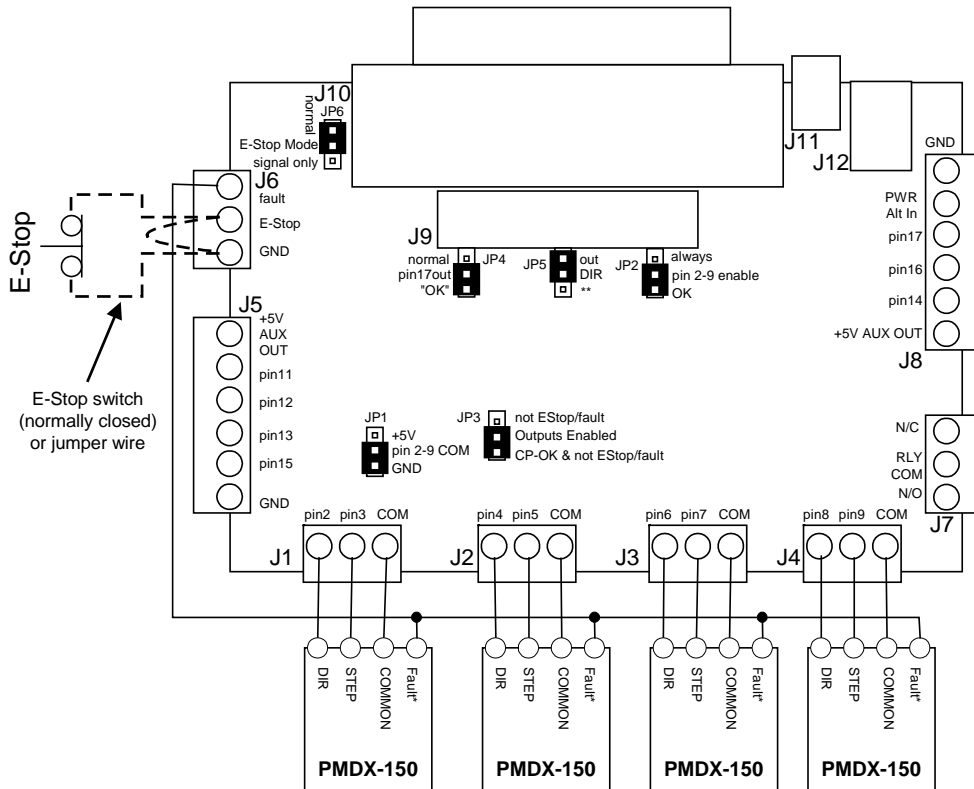 J10
normal
JP6
E-Stop Mode
signal only
J11
J12
GND
PWR
Alt In
pin17
pin16
pin14
+5V AUX OUT
J8
J6
fault
E-Stop
GND
E-Stop
J9
normal
JP4
pin17out
"OK"
JP5
out
DIR
**
JP2
always
pin 2-9 enable
OK
J5
+5V
AUX
OUT
pin11
pin12
pin13
pin15
GND
E-Stop switch
(normally closed)
or jumper wire
JP1
+5V
pin 2-9 COM
GND
JP3
not EStop/fault
Outputs Enabled
CP-OK & not EStop/fault
N/C
RLY
COM
N/O
J7
pin2 pin3 COM
J1
pin4 pin5 COM
J2
pin6 pin7 COM
J3
pin8 pin9 COM
J4
DIR
STEP
COMMON
Fault*
PMDX-150
DIR
STEP
COMMON
Fault*
PMDX-150
DIR
STEP
COMMON
Fault*
PMDX-150
DIR
STEP
COMMON
Fault*
PMDX-150